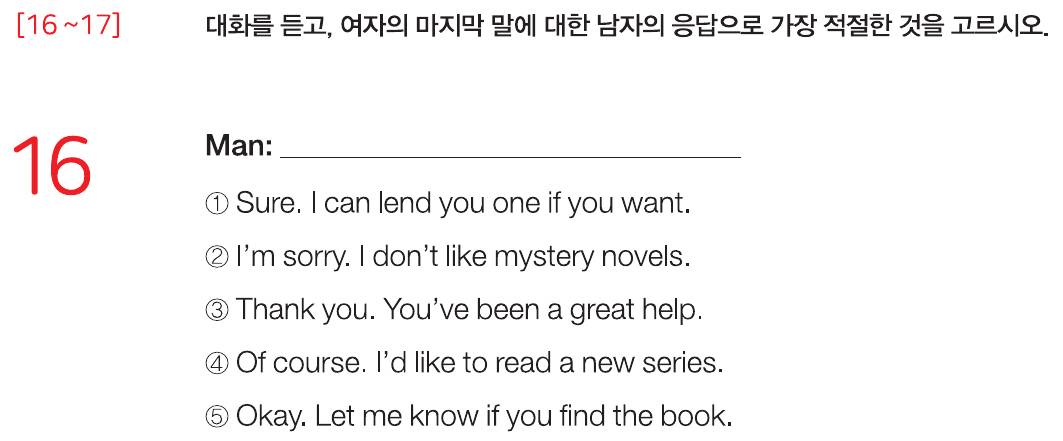 [16~17] 대화를 듣고, 여자의 마지막 말에 대한 남자의 응답으로 가장 적절한 것을 고르시오.
16 Man: ____________________
① Sure. I can lend you one if you want.
② I'm sorry. I don't like mystery novels.
③ Thank you. You've been a great help.
④ Of course. I'd like to read a new series.
⑤ Okay. Let me know if you find the book.